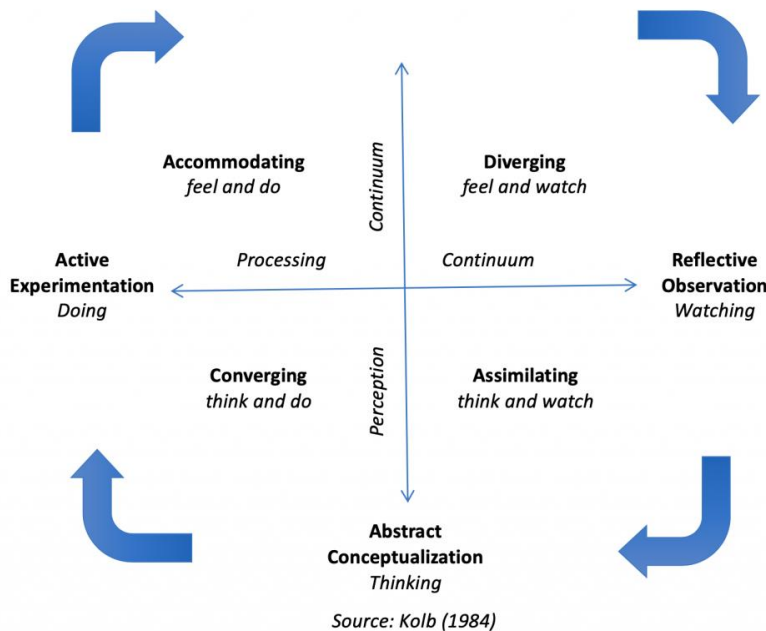 Continuum
Accommodating
feel and do
Diverging
feel and watch
Active
Experimentation
Doing
Processing
Continuum
Reflective
Observation
Watching
Perception
Converging
think and do
Assimilating
think and watch
Abstract
Conceptualization
Thinking
Source: Kolb (1984)